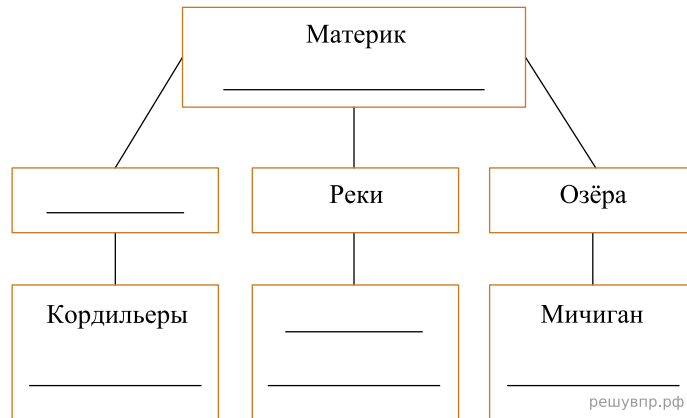 Материк
Реки
Озёра
Кордильеры
Мичиган
решувпр.рф